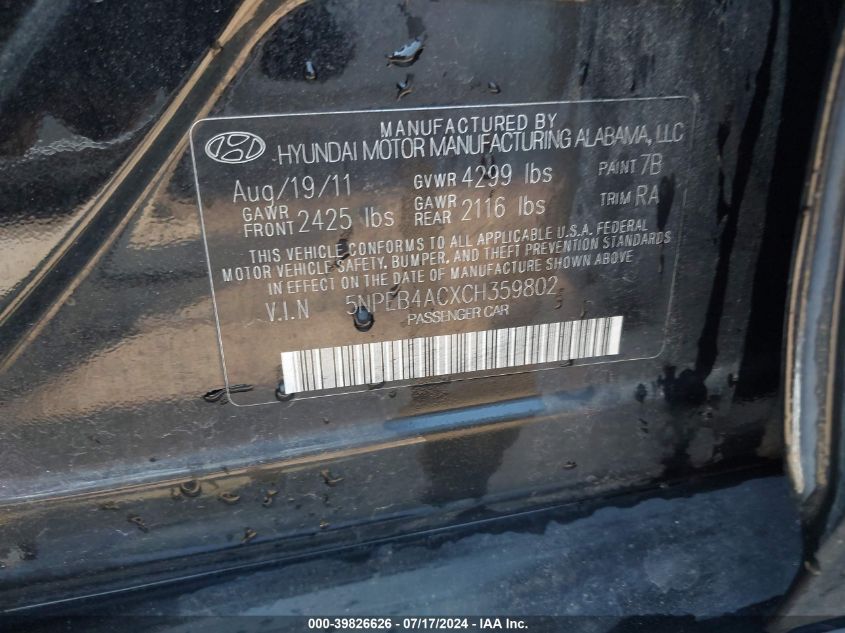 MANUFACTURED BY
HYUNDAI MOTOR MANUFACTURING ALABAMA, LLC
Aug/19/11 GVWR 4299 lbs PAINT 7B
GAWR FRONT 2425 lbs GAWR REAR 2116 lbs TRIM RA
THIS VEHICLE CONFORMS TO ALL APPLICABLE U.S.A. FEDERAL
MOTOR VEHICLE SAFETY, BUMPER, AND THEFT PREVENTION STANDARDS
IN EFFECT ON THE DATE OF MANUFACTURE SHOWN ABOVE
V.I.N 5NPEB4ACXCH359802
PASSENGER CAR
000-39826626 - 07/17/2024 - IAA, Inc.